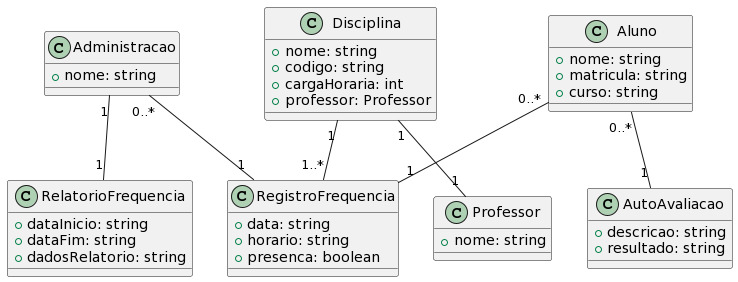 C Administracao
+ nome: string
C Disciplina
+ nome: string
+ codigo: string
+ cargaHoraria: int
+ professor: Professor
C Aluno
+ nome: string
+ matricula: string
+ curso: string
1
0..*
1
1
0..*
0..*
1
1
1..*
1
1
1
C RelatorioFrequencia
+ dataInicio: string
+ dataFim: string
+ dadosRelatorio: string
C RegistroFrequencia
+ data: string
+ horario: string
+ presenca: boolean
C Professor
+ nome: string
C AutoAvaliacao
+ descricao: string
+ resultado: string